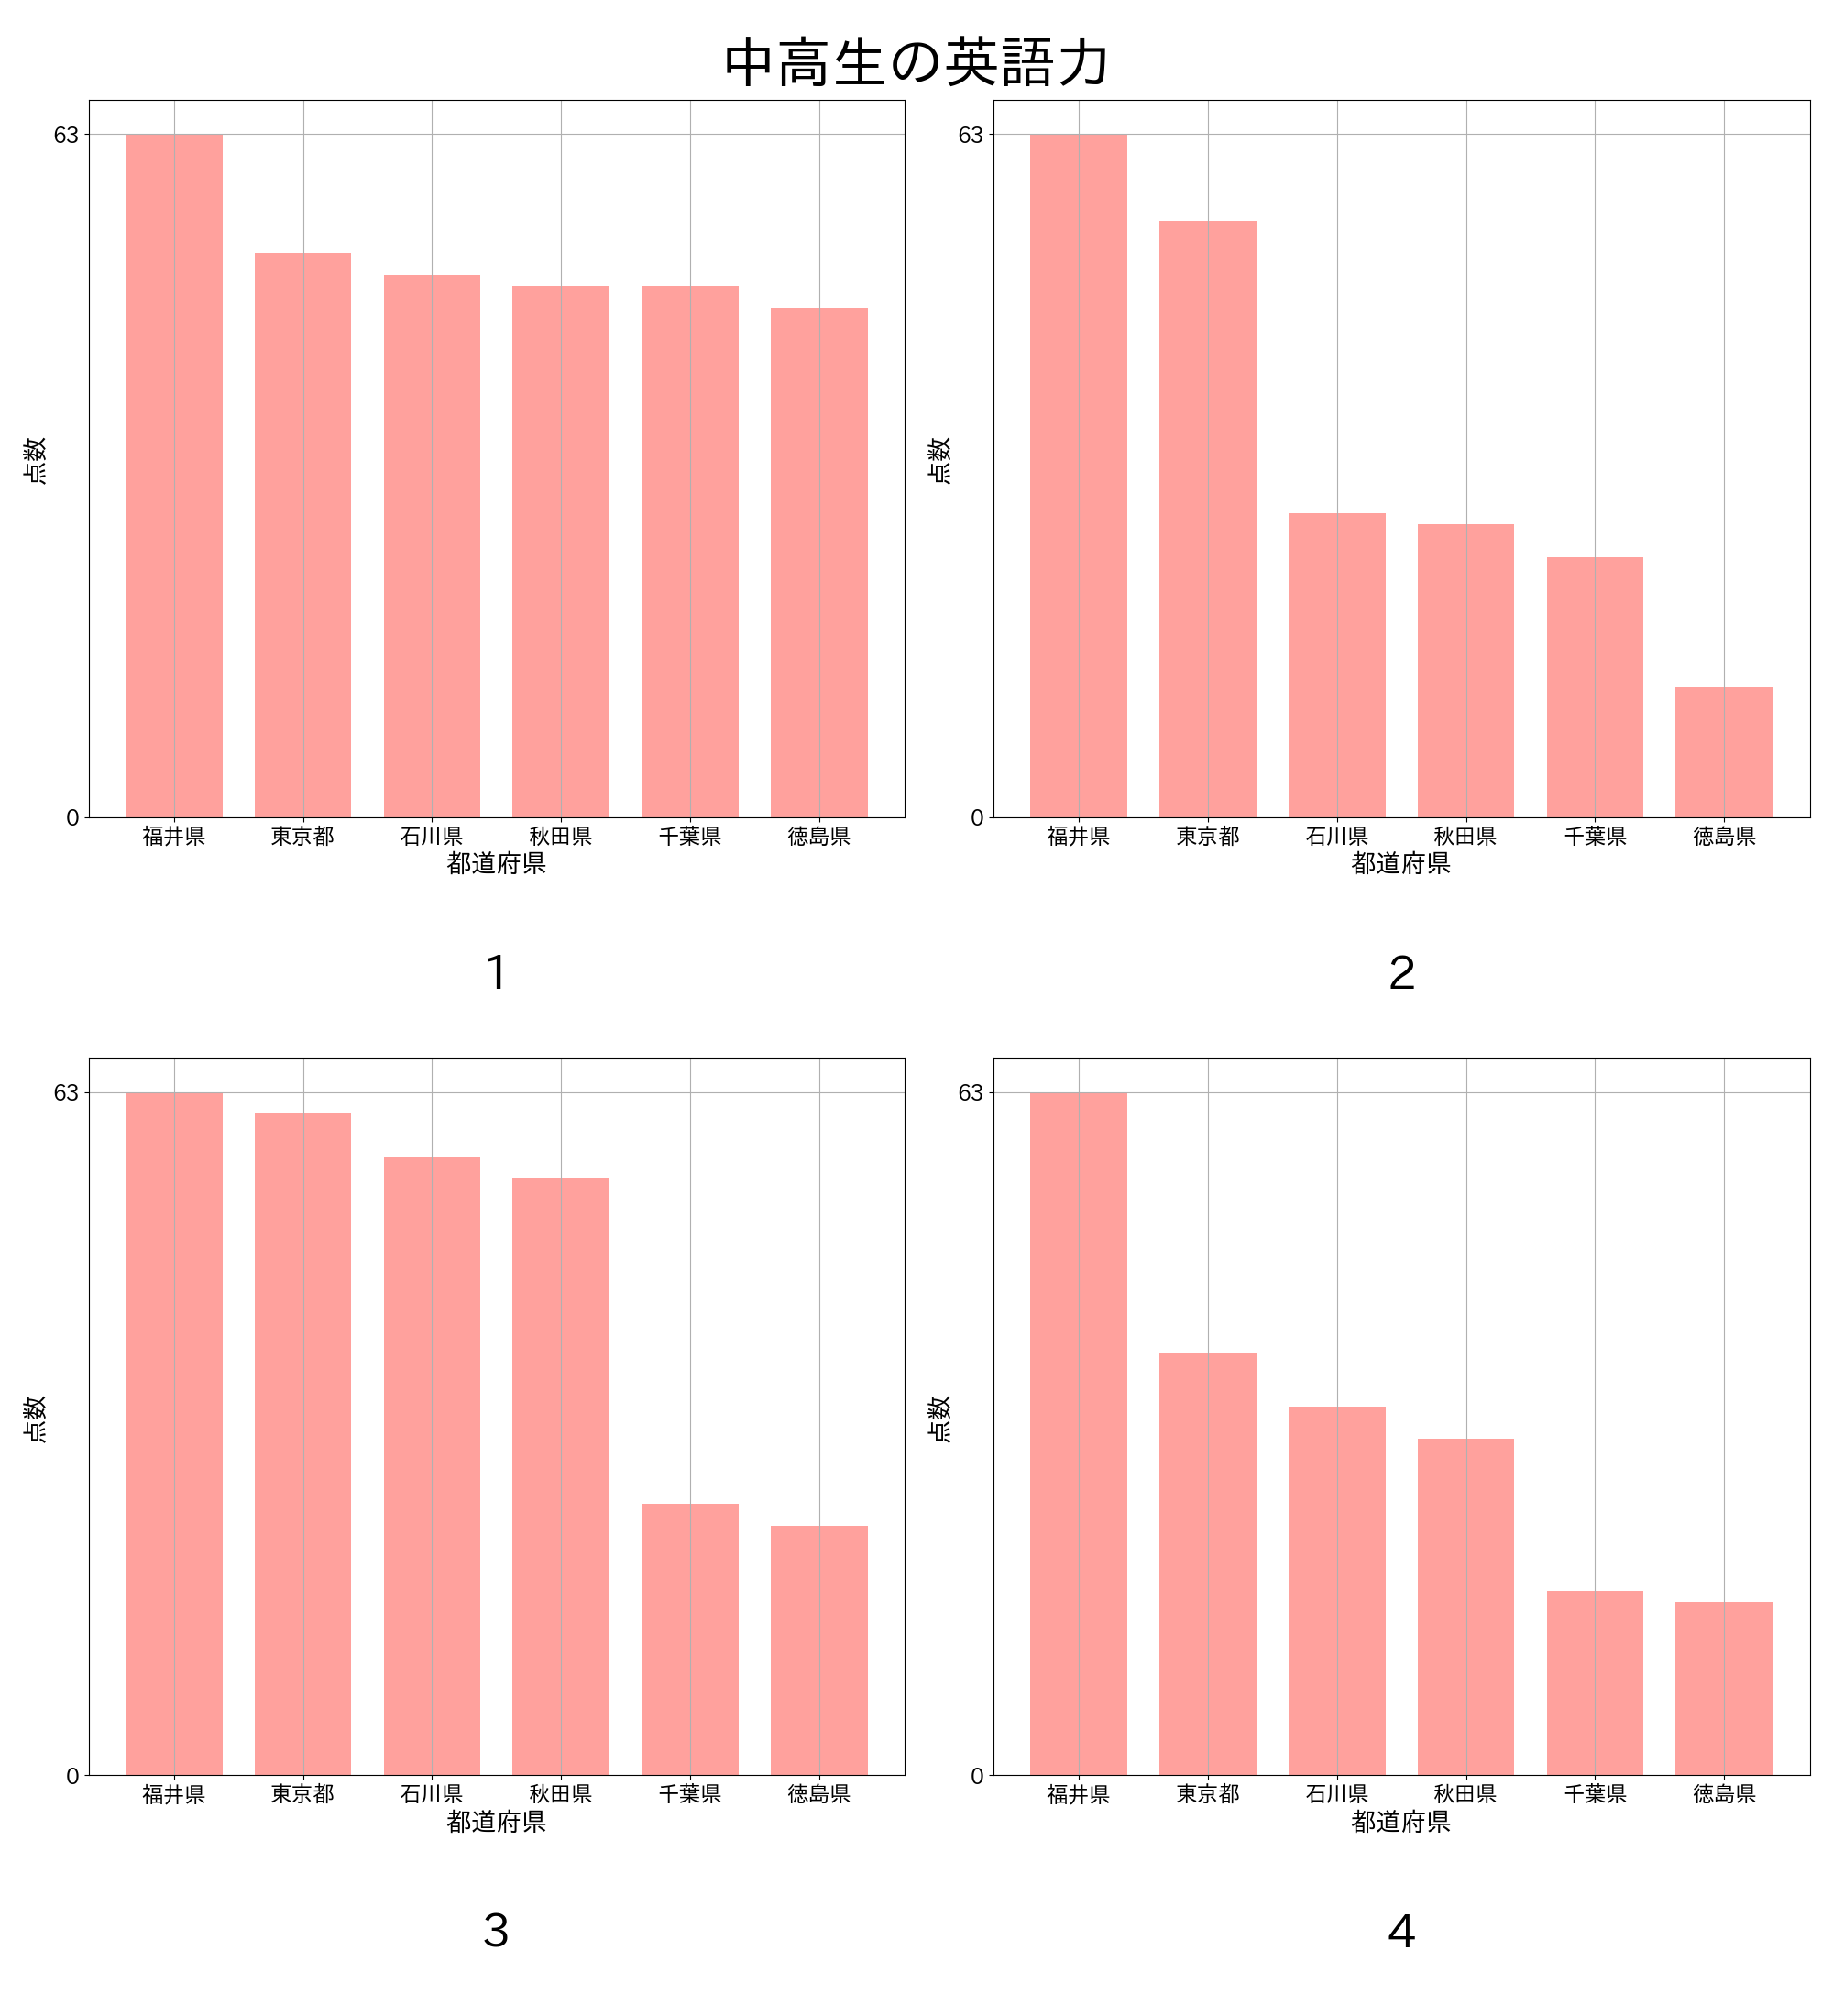 中高生の英語力
63
0
点数
福井県 東京都 石川県 秋田県 千葉県 徳島県
都道府県
1
63
0
点数
福井県 東京都 石川県 秋田県 千葉県 徳島県
都道府県
2
63
0
点数
福井県 東京都 石川県 秋田県 千葉県 徳島県
都道府県
3
63
0
点数
福井県 東京都 石川県 秋田県 千葉県 徳島県
都道府県
4